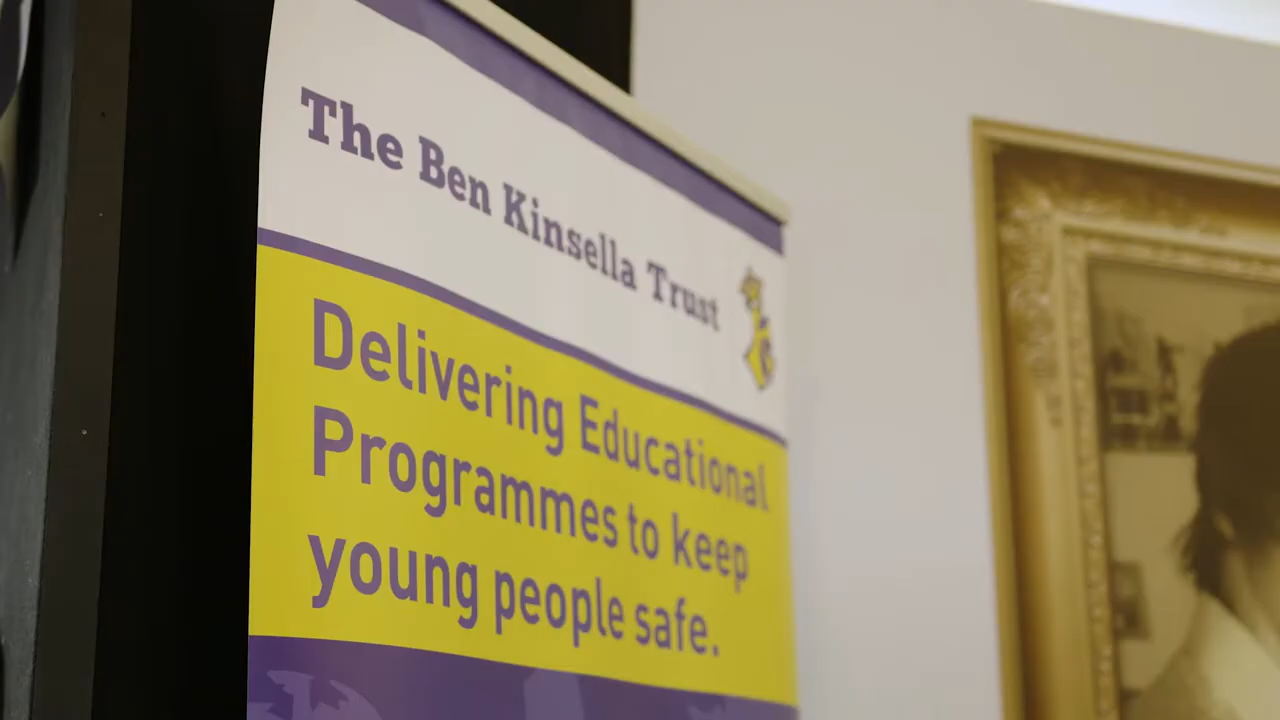 The Ben Kinsella Trust
Delivering Educational
Programmes to keep
young people safe.